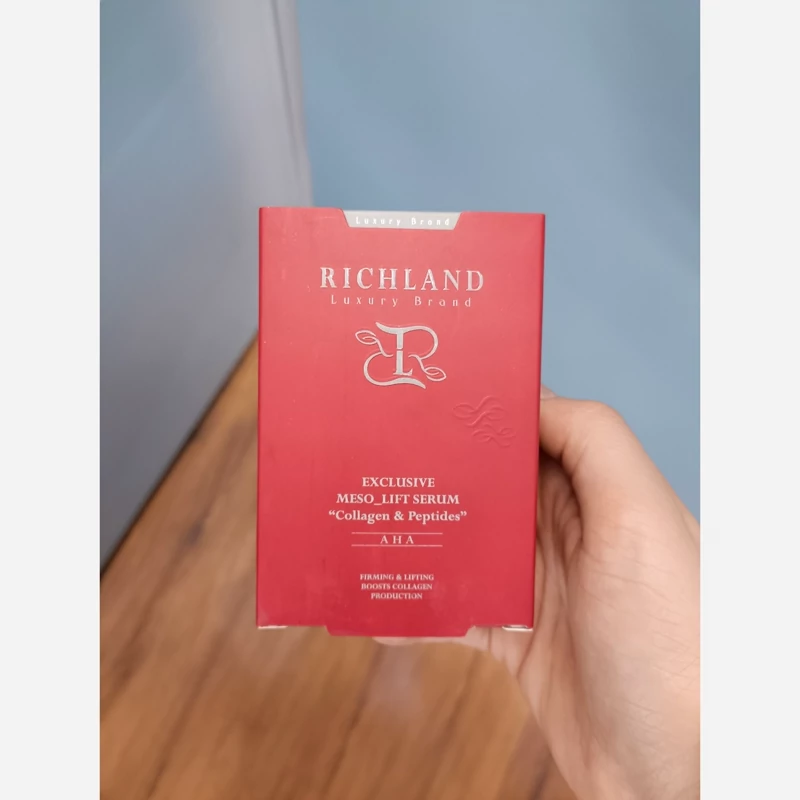 Luxury Brand
RICHLAND
Luxury Brand
EXCLUSIVE
MESO_LIFT SERUM
“Collagen & Peptides”
AHA
FIRMING & LIFTING
BOOSTS COLLAGEN
PRODUCTION